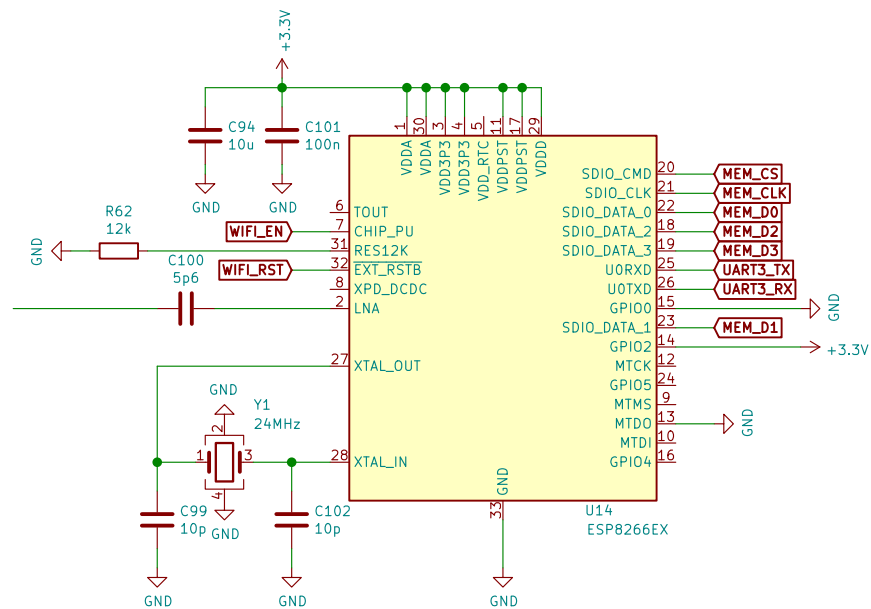 +3.3V
C94
10u
C101
100n
GND
GND
1
30
3
4
5
11
17
29
VDDA
VDDA
VDD3P3
VDD3P3
VDD_RTC
VDDPST
VDDPST
VDDD
R62
12k
GND
WIFI_EN
C100
5p6
WIFI_RST
6 TOUT
7 CHIP_PU
31 RES12K
32 EXT_RSTB
8 XPD_DCDC
2 LNA
27 XTAL_OUT
28 XTAL_IN
SDIO_CMD 20 MEM_CS
SDIO_CLK 21 MEM_CLK
SDIO_DATA_0 22 MEM_D0
SDIO_DATA_2 18 MEM_D2
SDIO_DATA_3 19 MEM_D3
U0RXD 25 UART3_TX
U0TXD 26 UART3_RX
GPIO0 15 GND
SDIO_DATA_1 23 MEM_D1
GPIO2 14 +3.3V
MTCK 12
GPIO5 24
MTMS 9
MTDO 13 GND
MTDI 10
GPIO4 16
GND
Y1
24MHz
2
1
3
4
GND
C99
10p
C102
10p
GND
GND
GND
33
U14
ESP8266EX
GND